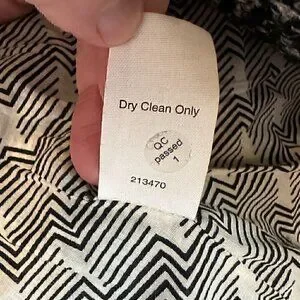 Dry Clean Only
QC
passed
1
213470